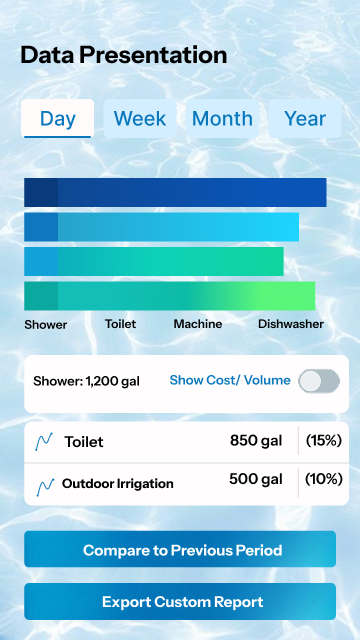 Data Presentation
Day Week Month Year
Shower Toilet Machine Dishwasher
Shower: 1,200 gal Show Cost/ Volume
Toilet 850 gal (15%)
Outdoor Irrigation 500 gal (10%)
Compare to Previous Period
Export Custom Report